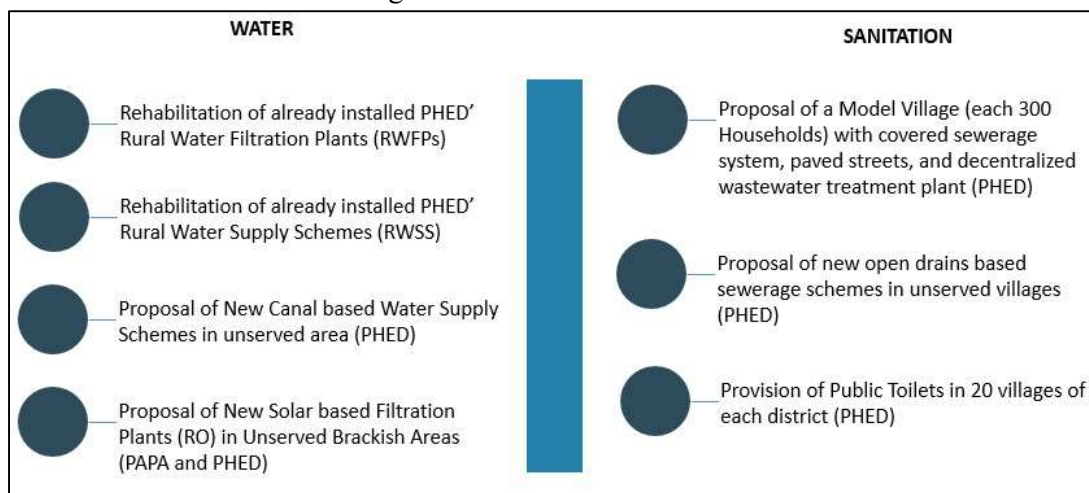 WATER
Rehabilitation of already installed PHED’
Rural Water Filtration Plants (RWFPs)
Rehabilitation of already installed PHED’
Rural Water Supply Schemes (RWSS)
Proposal of New Canal based Water Supply
Schemes in unserved area (PHED)
Proposal of New Solar based Filtration
Plants (RO) in Unserved Brackish Areas
(PAPA and PHED)
SANITATION
Proposal of a Model Village (each 300
Households) with covered sewerage
system, paved streets, and decentralized
wastewater treatment plant (PHED)
Proposal of new open drains based
sewerage schemes in unserved villages
(PHED)
Provision of Public Toilets in 20 villages of
each district (PHED)